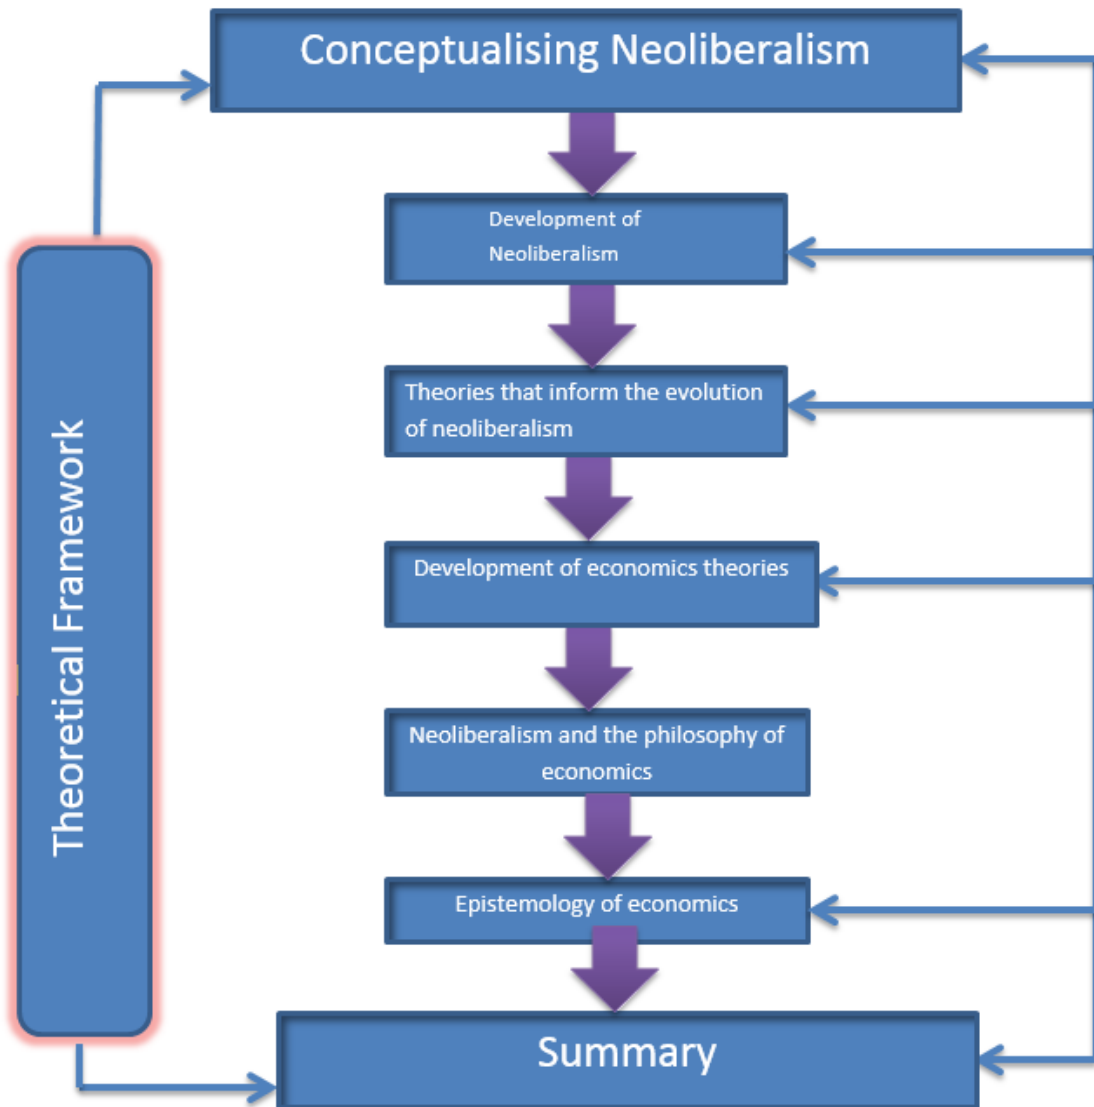 Conceptualising Neoliberalism
Development of
Neoliberalism
Theories that inform the evolution
of neoliberalism
Development of economics theories
Neoliberalism and the philosophy of
economics
Epistemology of economics
Summary
Theoretical Framework